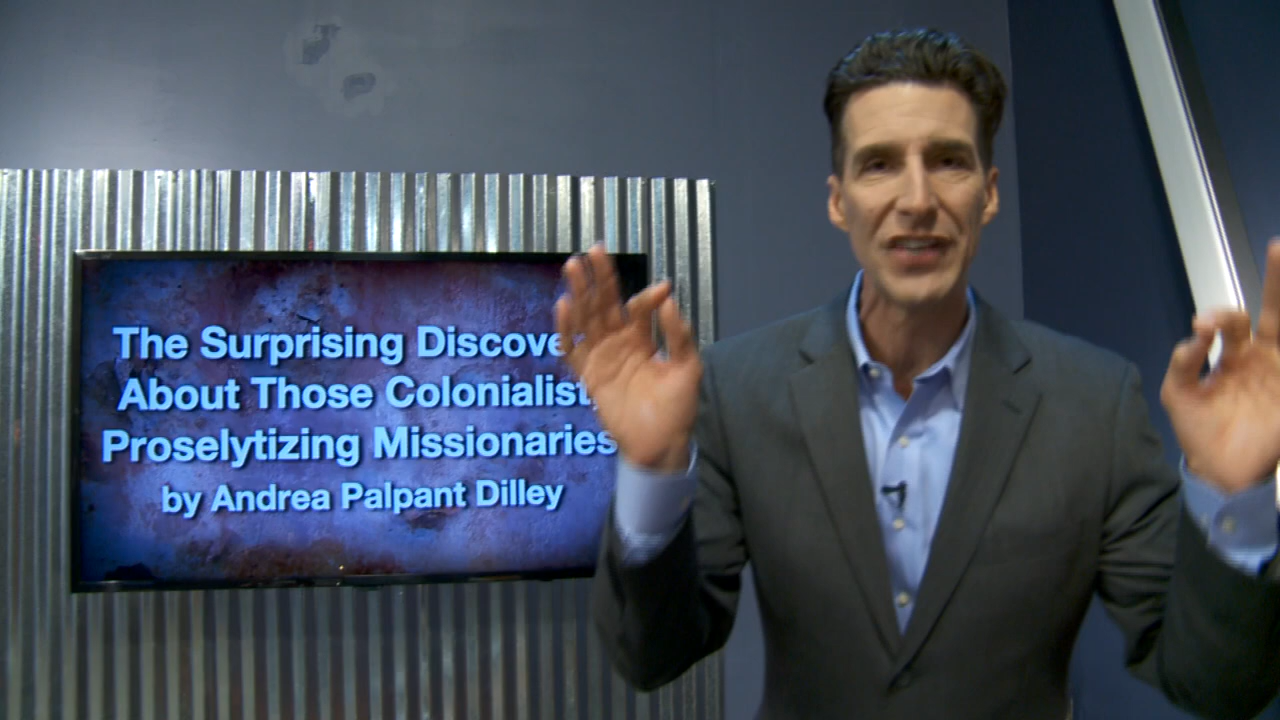 The Surprising Discove
About Those Colonialist,
Proselytizing Missionaries
by Andrea Palpant Dilley